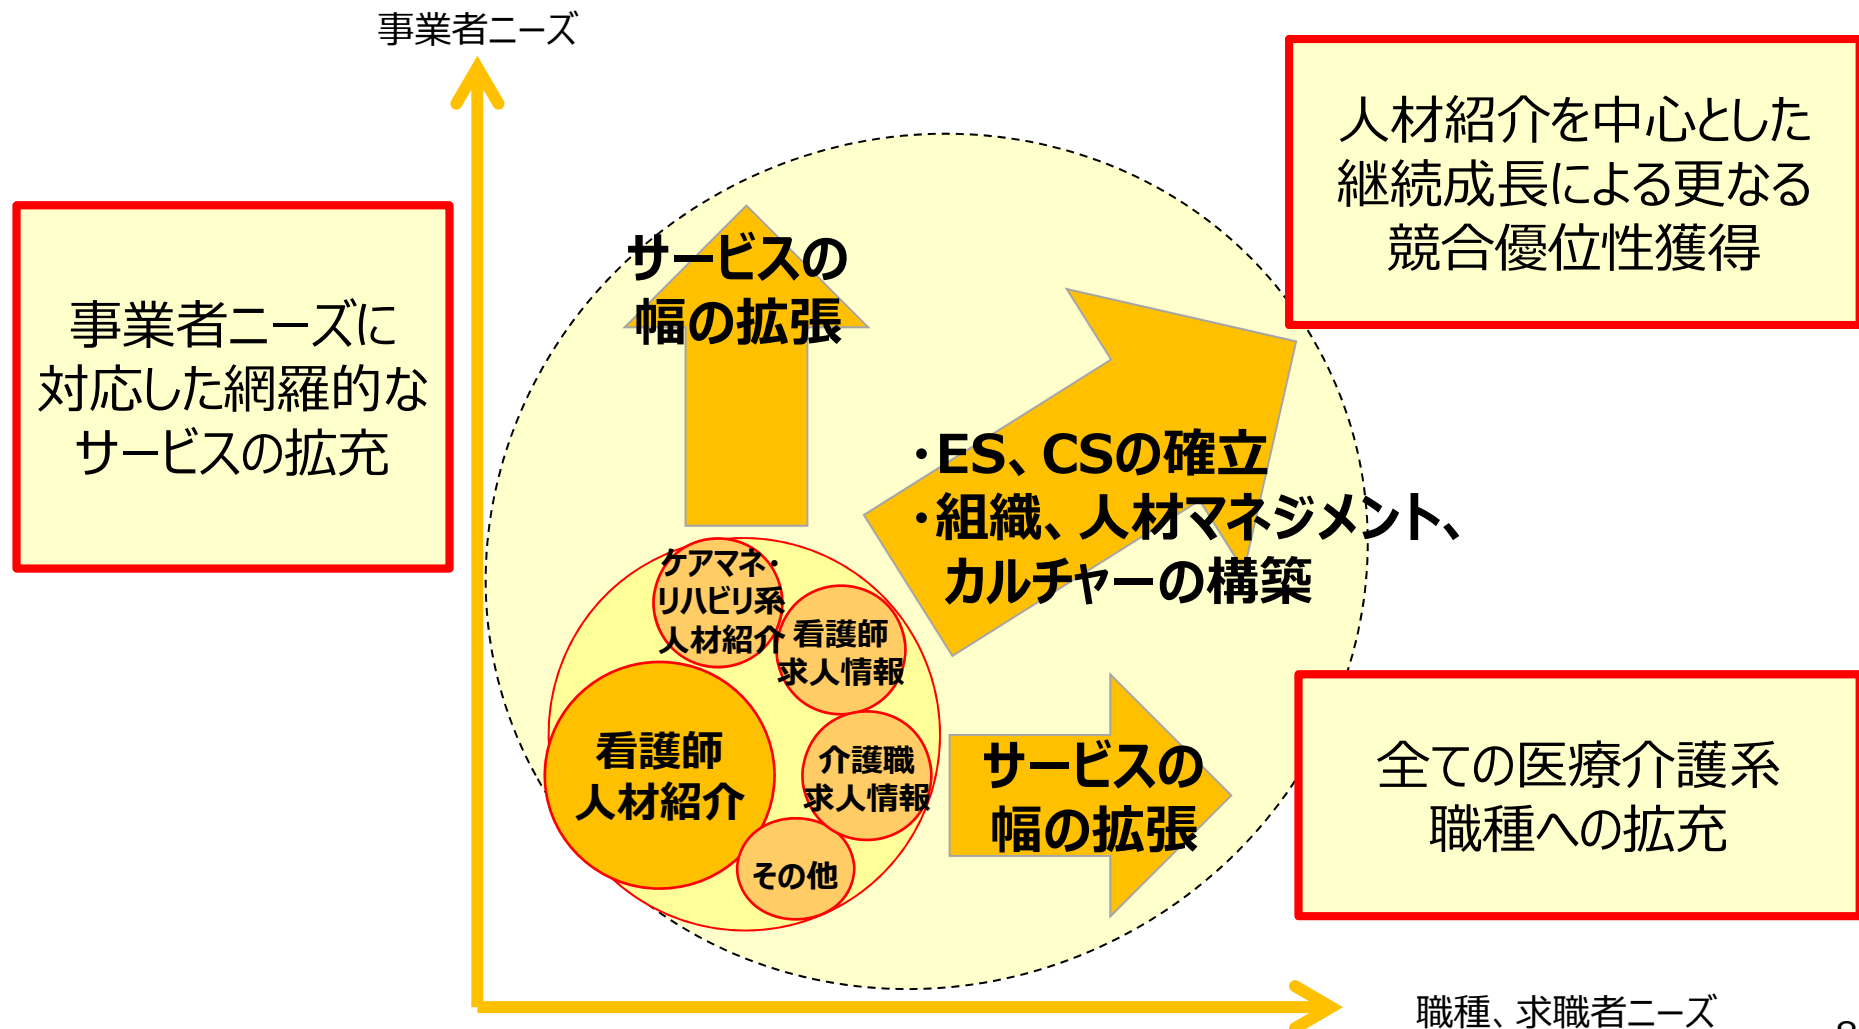 事業者ニーズ
人材紹介を中心とした
継続成長による更なる
競合優位性獲得
事業者ニーズに
対応した網羅的な
サービスの拡充
サービスの
幅の拡張
・ES、CSの確立
・組織、人材マネジメント、
カルチャーの構築
ケアマネ・
リハビリ系
人材紹介
看護師
求人情報
看護師
人材紹介
介護職
求人情報
その他
サービスの
幅の拡張
全ての医療介護系
職種への拡充
職種、求職者ニーズ